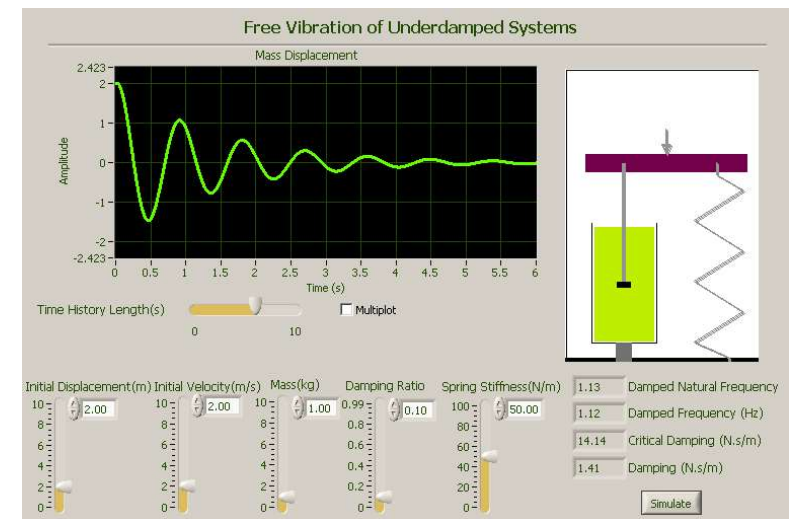 Free Vibration of Underdamped Systems
Mass Displacement
2.423
2
1
0
-1
-2
-2.423
Amplitude
0 0.5 1 1.5 2 2.5 3 3.5 4 4.5 5 5.5 6
Time (s)
Time History Length(s)
0 10
Multiplot
Initial Displacement(m) Initial Velocity(m/s) Mass(kg) Damping Ratio Spring Stiffness(N/m)
10 2.00 10 2.00 10 1.00 0.99 0.10 100 50.00
8 8 8 0.8 80
6 6 6 0.6 60
4 4 4 0.4 40
2 2 2 0.2 20
0 0 0 0 0
1.13 Damped Natural Frequency
1.12 Damped Frequency (Hz)
14.14 Critical Damping (N.s/m)
1.41 Damping (N.s/m)
Simulate